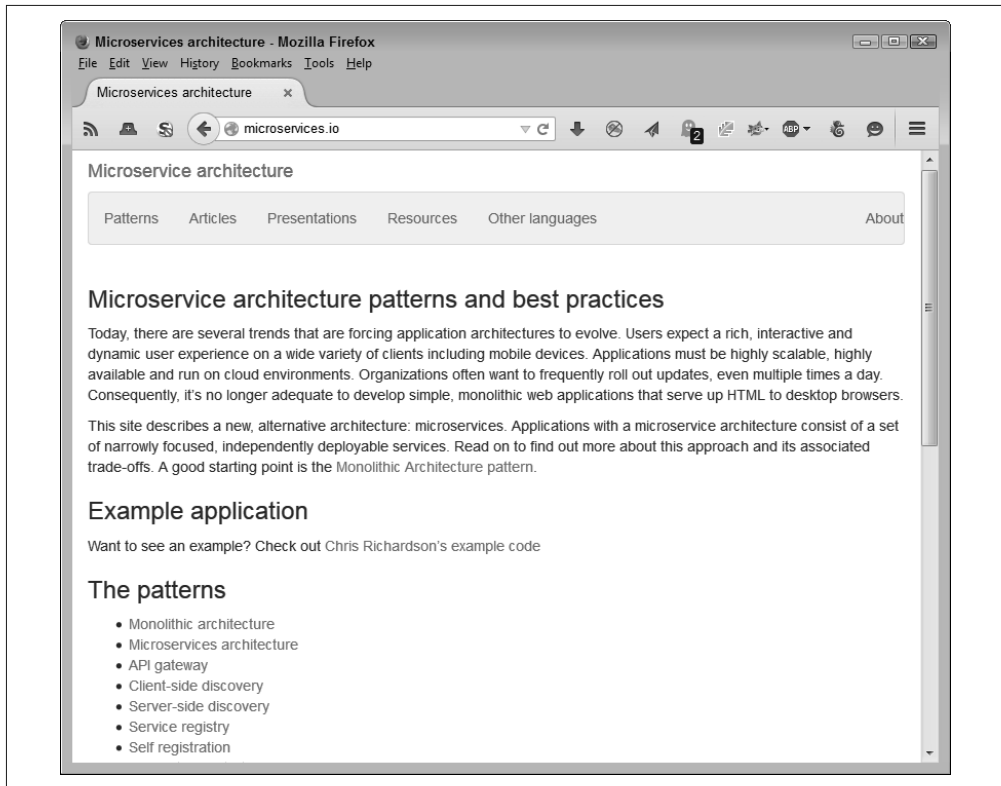 Microservices architecture - Mozilla Firefox
File Edit View History Bookmarks Tools Help
Microservices architecture ×
microservices.io
2
ABP
Microservice architecture
Patterns Articles Presentations Resources Other languages About
Microservice architecture patterns and best practices
Today, there are several trends that are forcing application architectures to evolve. Users expect a rich, interactive and
dynamic user experience on a wide variety of clients including mobile devices. Applications must be highly scalable, highly
available and run on cloud environments. Organizations often want to frequently roll out updates, even multiple times a day.
Consequently, it's no longer adequate to develop simple, monolithic web applications that serve up HTML to desktop browsers.
This site describes a new, alternative architecture: microservices. Applications with a microservice architecture consist of a set
of narrowly focused, independently deployable services. Read on to find out more about this approach and its associated
trade-offs. A good starting point is the Monolithic Architecture pattern.
Example application
Want to see an example? Check out Chris Richardson's example code
The patterns
• Monolithic architecture
• Microservices architecture
• API gateway
• Client-side discovery
• Server-side discovery
• Service registry
• Self registration